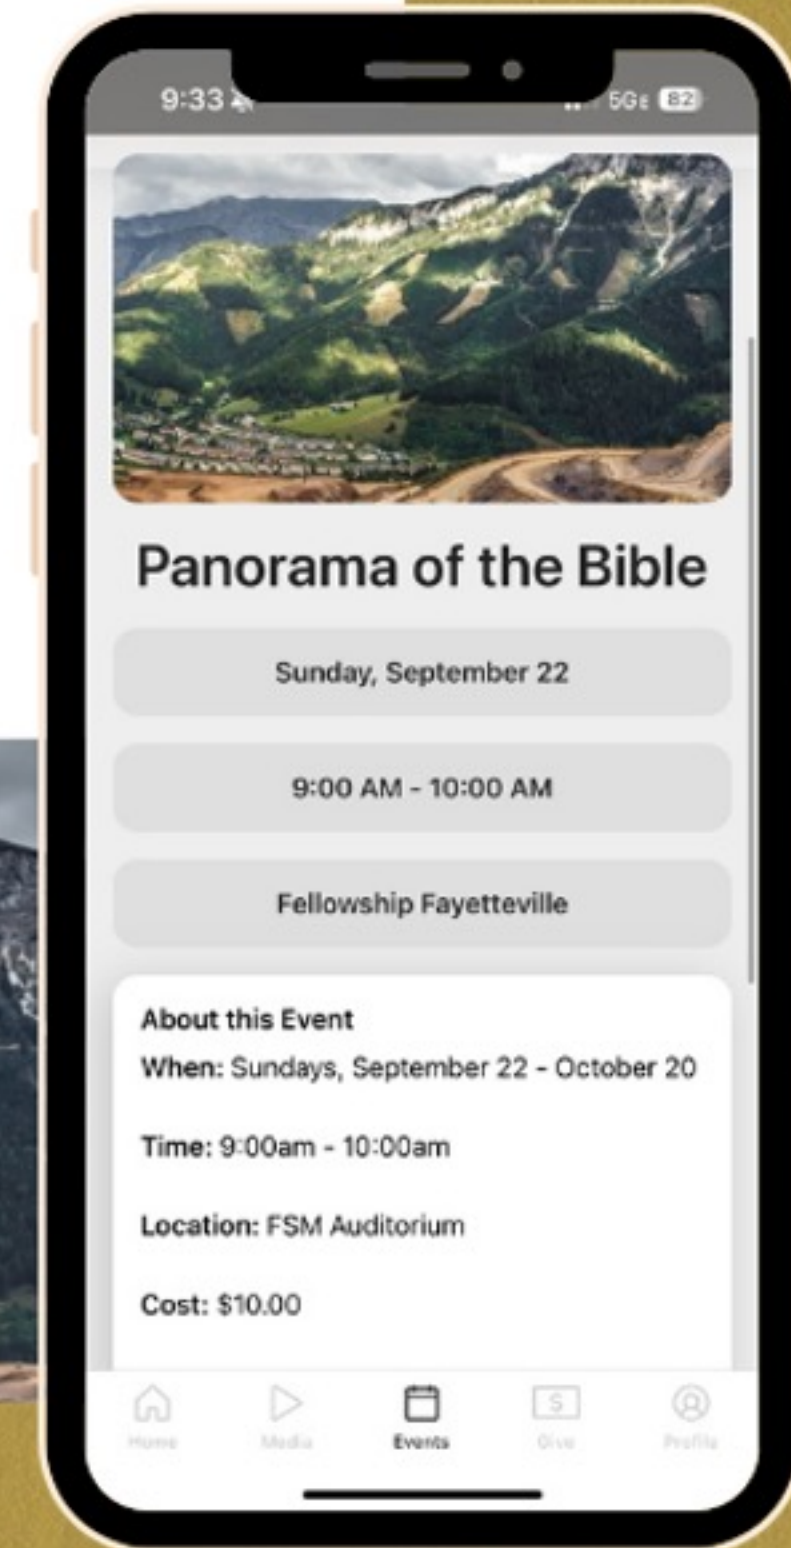 9:33
5GE 82
Panorama of the Bible
Sunday, September 22
9:00 AM - 10:00 AM
Fellowship Fayetteville
About this Event
When: Sundays, September 22 - October 20
Time: 9:00am - 10:00am
Location: FSM Auditorium
Cost: $10.00
Home Media Events Give Profile